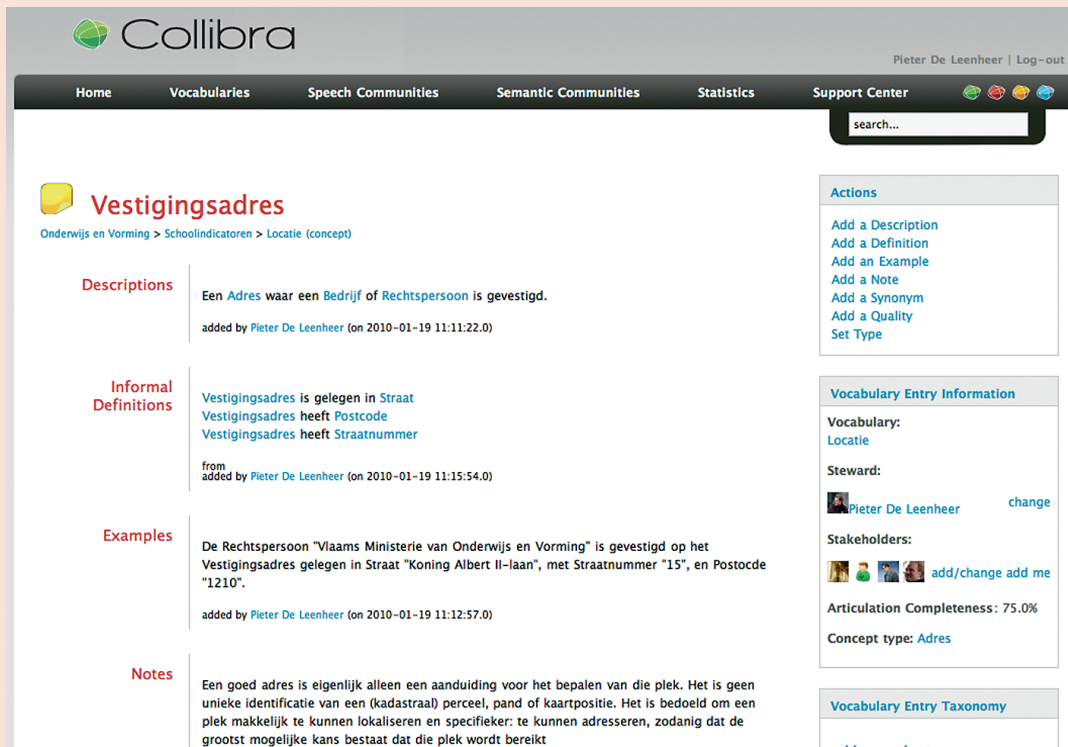 Collibra
Pieter De Leenheer | Log-out
Home Vocabularies Speech Communities Semantic Communities Statistics Support Center
search...
Vestigingsadres
Onderwijs en Vorming > Schoolindicatoren > Locatie (concept)
Descriptions
Een Adres waar een Bedrijf of Rechtspersoon is gevestigd.
added by Pieter De Leenheer (on 2010-01-19 11:11:22.0)
Informal
Definitions
Vestigingsadres is gelegen in Straat
Vestigingsadres heeft Postcode
Vestigingsadres heeft Straatnummer
from
added by Pieter De Leenheer (on 2010-01-19 11:15:54.0)
Examples
De Rechtspersoon "Vlaams Ministerie van Onderwijs en Vorming" is gevestigd op het
Vestigingsadres gelegen in Straat "Koning Albert II-laan", met Straatnummer "15", en Postocde
"1210".
added by Pieter De Leenheer (on 2010-01-19 11:12:57.0)
Notes
Een goed adres is eigenlijk alleen een aanduiding voor het bepalen van die plek. Het is geen
unieke identificatie van een (kadastraal) perceel, pand of kaartpositie. Het is bedoeld om een
plek makkelijk te kunnen lokaliseren en specifieker: te kunnen adresseren, zodanig dat de
grootst mogelijke kans bestaat dat die plek wordt bereikt
Actions
Add a Description
Add a Definition
Add an Example
Add a Note
Add a Synonym
Add a Quality
Set Type
Vocabulary Entry Information
Vocabulary:
Locatie
Steward:
Pieter De Leenheer change
Stakeholders:
add/change add me
Articulation Completeness: 75.0%
Concept type: Adres
Vocabulary Entry Taxonomy